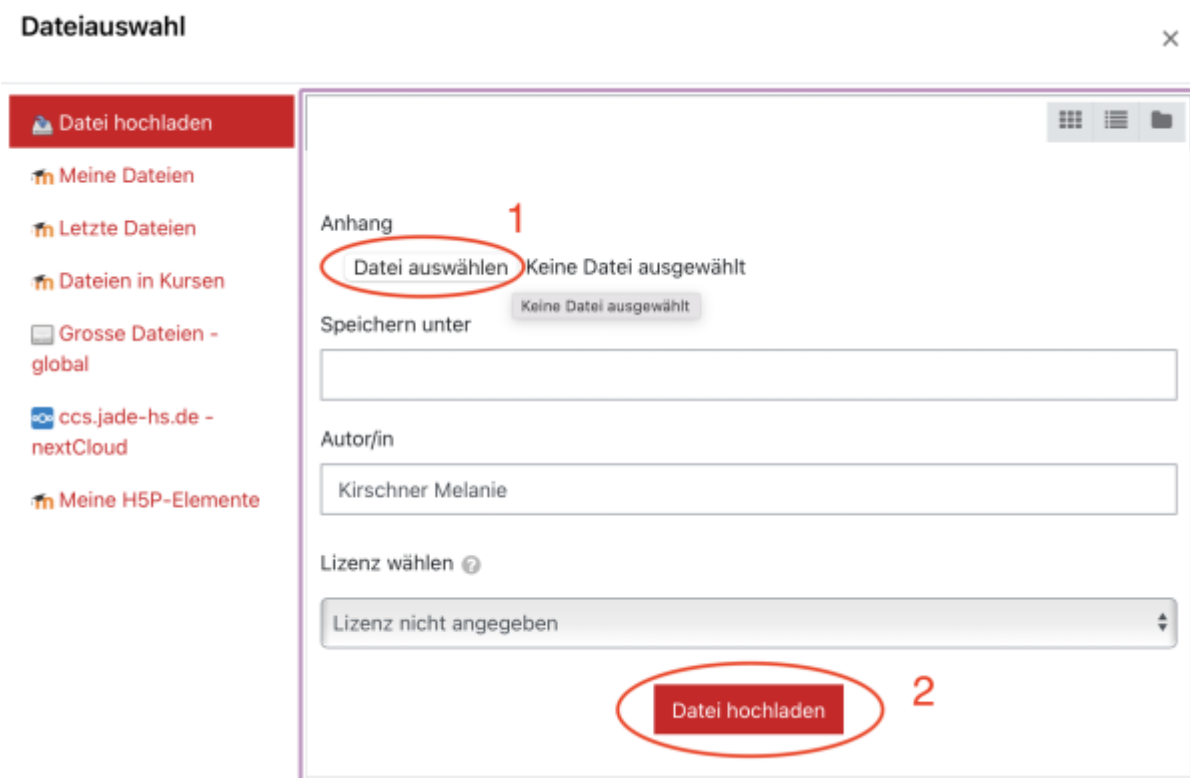 Dateiauswahl
×
Datei hochladen
Meine Dateien
Letzte Dateien
Dateien in Kursen
Grosse Dateien -
global
ccs.jade-hs.de -
nextCloud
Meine H5P-Elemente
Anhang
1
Datei auswählen Keine Datei ausgewählt
Keine Datei ausgewählt
Speichern unter
Autor/in
Kirschner Melanie
Lizenz wählen ?
Lizenz nicht angegeben
Datei hochladen
2